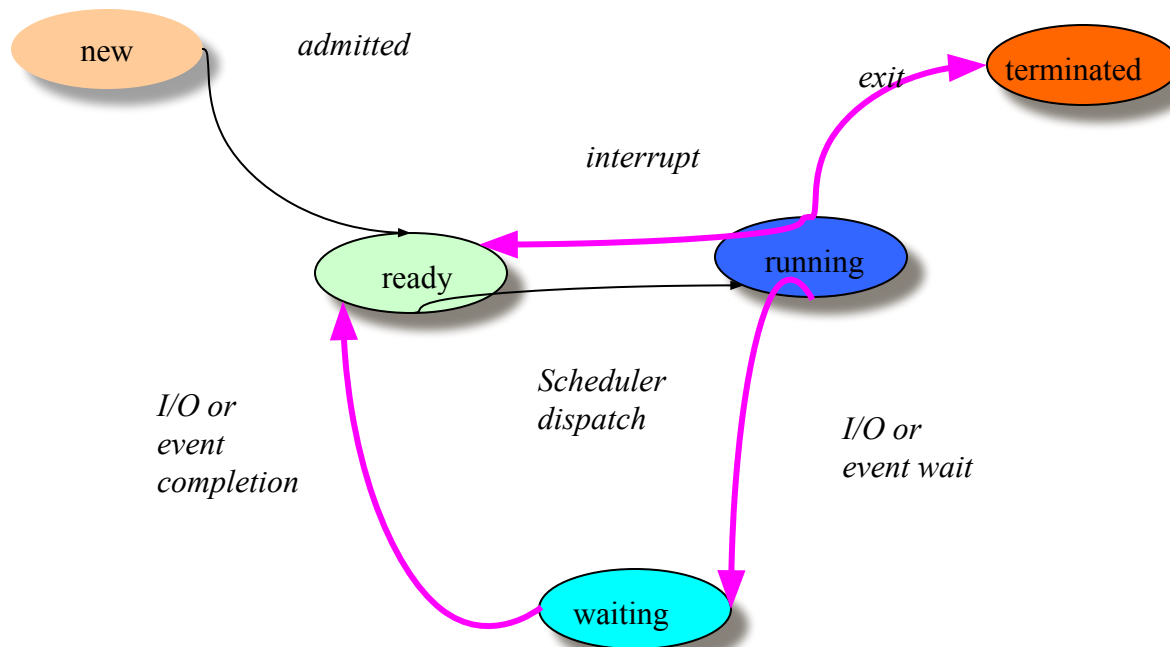 new
admitted
exit
terminated
interrupt
ready
running
Scheduler
dispatch
I/O or
event
completion
I/O or
event wait
waiting